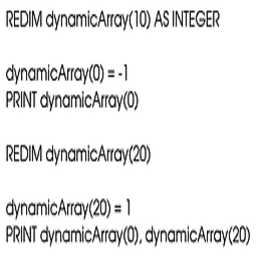 REDIM dynamicArray(10) AS INTEGER
dynamicArray(0) = -1
PRINT dynamicArray(0)
REDIM dynamicArray(20)
dynamicArray(20) = 1
PRINT dynamicArray(0), dynamicArray(20)